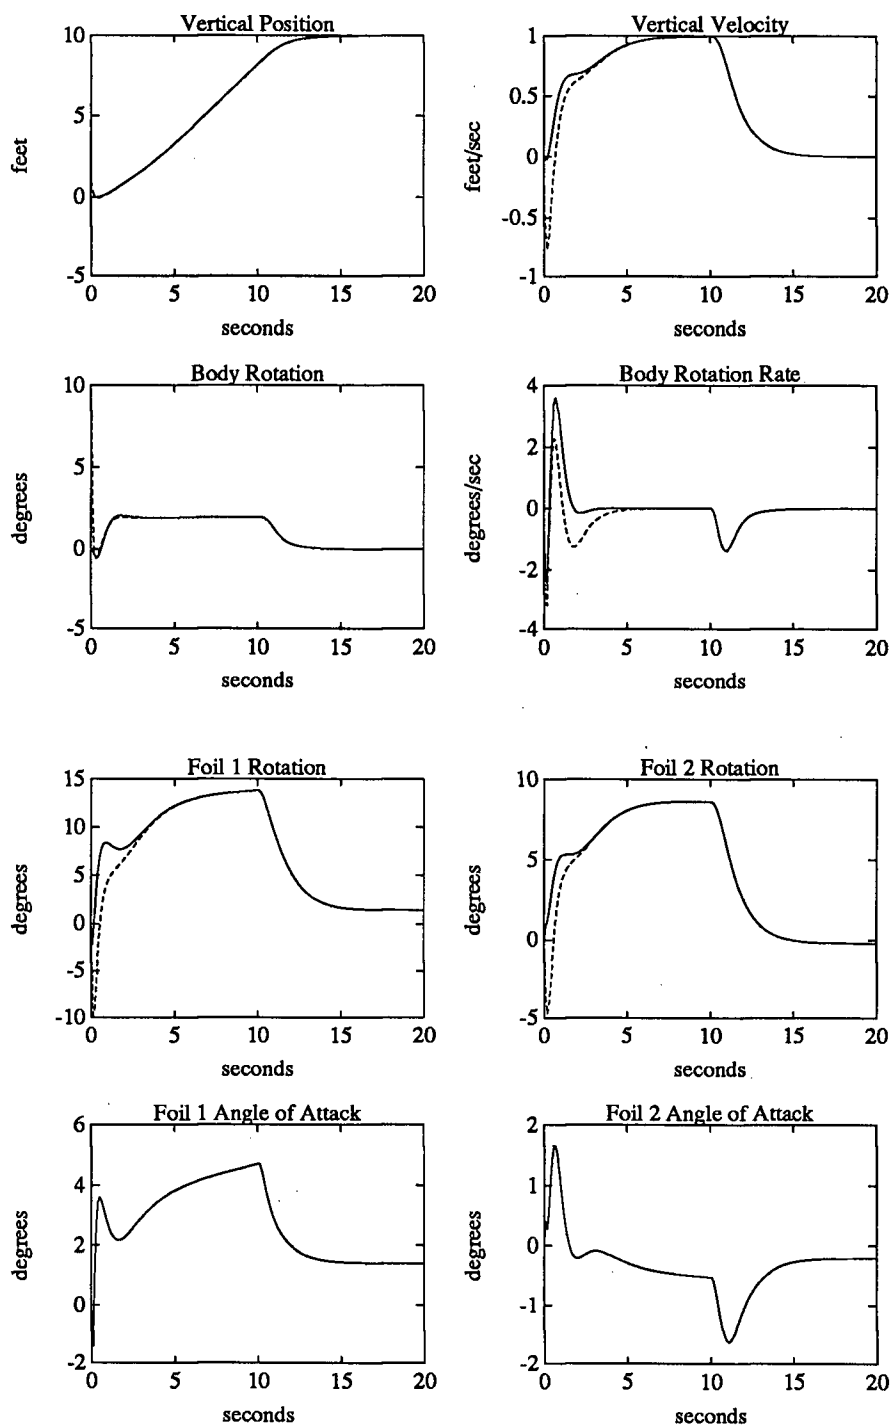 Vertical Position
10
5
0
-5
feet
0 5 10 15 20
seconds
Vertical Velocity
1
0.5
0
-0.5
-1
feet/sec
0 5 10 15 20
seconds
Body Rotation
10
5
0
-5
degrees
0 5 10 15 20
seconds
Body Rotation Rate
4
2
0
-2
-4
degrees/sec
0 5 10 15 20
seconds
Foil 1 Rotation
15
10
5
0
-5
-10
degrees
0 5 10 15 20
seconds
Foil 2 Rotation
10
5
0
-5
degrees
0 5 10 15 20
seconds
Foil 1 Angle of Attack
6
4
2
0
-2
degrees
0 5 10 15 20
seconds
Foil 2 Angle of Attack
2
1
0
-1
-2
degrees
0 5 10 15 20
seconds